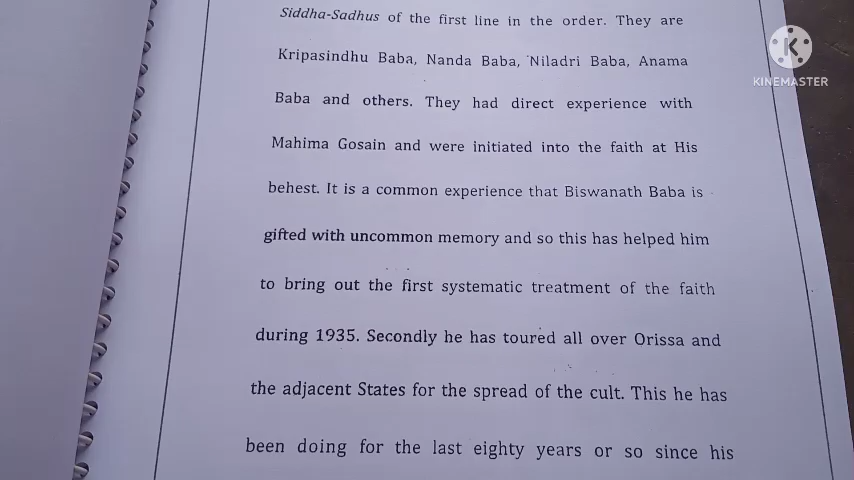 Siddha-Sadhus of the first line in the order. They are
Kripasindhu Baba, Nanda Baba, Niladri Baba, Anama
Baba and others. They had direct experience with
Mahima Gosain and were initiated into the faith at His
behest. It is a common experience that Biswanath Baba is
gifted with uncommon memory and so this has helped him
to bring out the first systematic treatment of the faith
during 1935. Secondly he has toured all over Orissa and
the adjacent States for the spread of the cult. This he has
been doing for the last eighty years or so since his
K
KINEMASTER